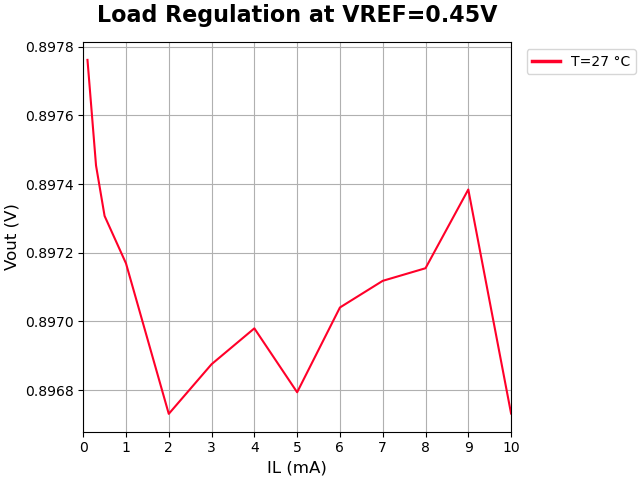 Load Regulation at VREF=0.45V
T=27 °C
0.8978
0.8976
0.8974
0.8972
0.8970
0.8968
Vout (V)
0 1 2 3 4 5 6 7 8 9 10
IL (mA)